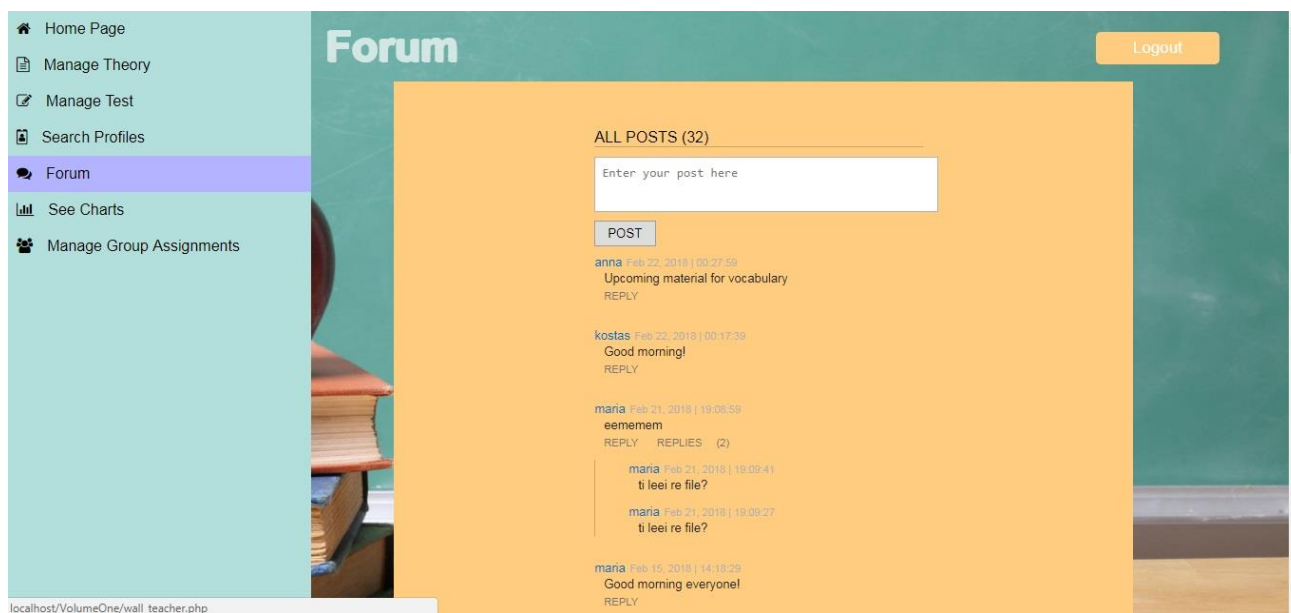 Home Page
Manage Theory
Manage Test
Search Profiles
Forum
See Charts
Manage Group Assignments
Forum
Logout
ALL POSTS (32)
Enter your post here
POST
anna Feb 22, 2018 | 00:27:59
Upcoming material for vocabulary
REPLY
kostas Feb 22, 2018 | 00:17:39
Good morning!
REPLY
maria Feb 21, 2018 | 19:08:59
eememem
REPLY REPLIES (2)
maria Feb 21, 2018 | 19:09:41
ti leei re file?
maria Feb 21, 2018 | 19:09:27
ti leei re file?
maria Feb 15, 2018 | 14:18:29
Good morning everyone!
REPLY
localhost/VolumeOne/wall_teacher.php